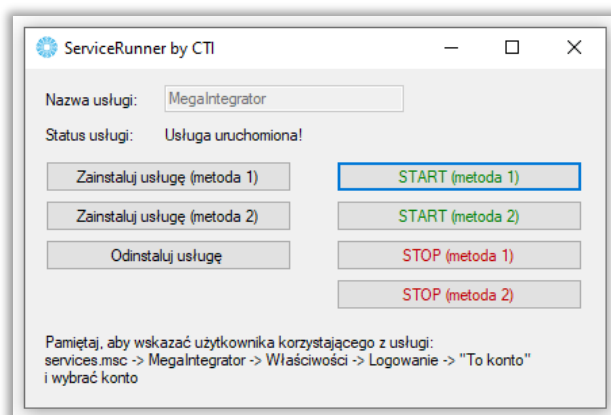 ServiceRunner by CTI
Nazwa usługi: MegaIntegrator
Status usługi: Usługa uruchomiona!
Zainstaluj usługę (metoda 1) START (metoda 1)
Zainstaluj usługę (metoda 2) START (metoda 2)
Odinstaluj usługę STOP (metoda 1)
STOP (metoda 2)
Pamiętaj, aby wskazać użytkownika korzystającego z usługi:
services.msc -> MegaIntegrator -> Właściwości -> Logowanie -> "To konto"
i wybrać konto